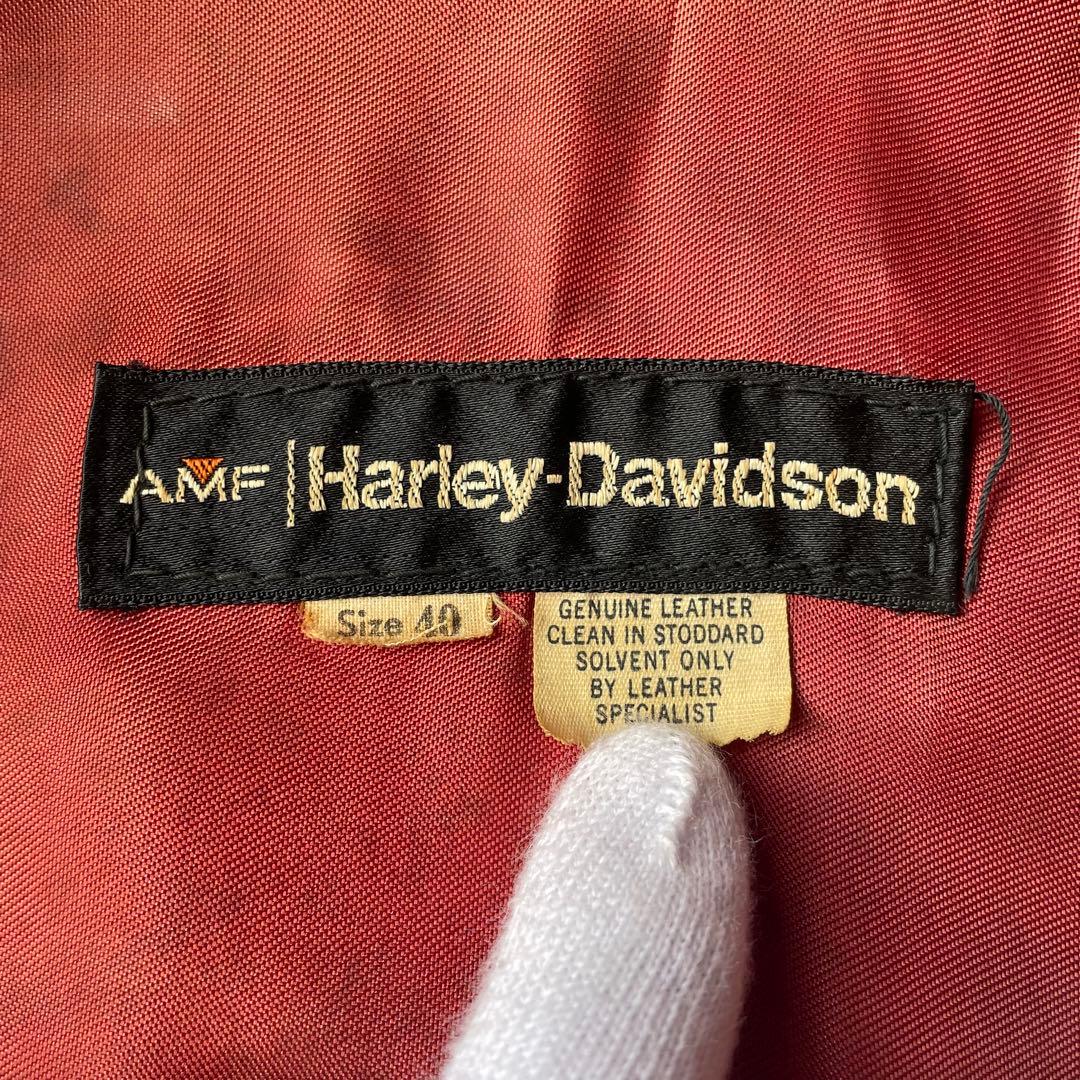 AMF | Harley-Davidson
Size 40
GENUINE LEATHER
CLEAN IN STODDARD
SOLVENT ONLY
BY LEATHER
SPECIALIST